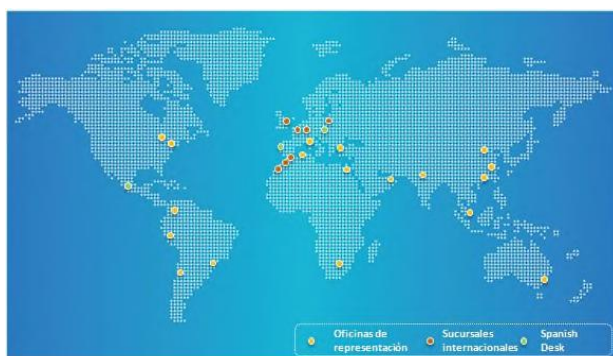 Oficinas de
representación
Sucursales
internacionales
Spanish
Desk